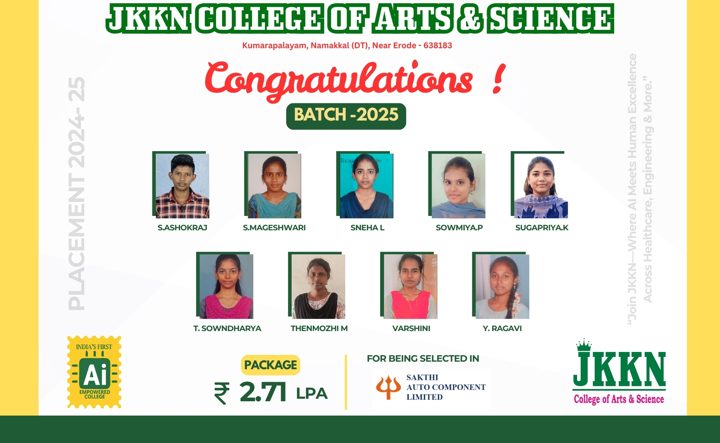 JKKN COLLEGE OF ARTS & SCIENCE
Kumarapalayam, Namakkal (DT), Near Erode - 638183
Congratulations !
BATCH -2025
PLACEMENT 2024- 25
"Join JKKN—Where AI Meets Human Excellence
Across Healthcare, Engineering & More."
S.ASHOKRAJ
S.MAGESHWARI
SNEHA L
SOWMIYA.P
SUGAPRIYA.K
T. SOWNDHARYA
THENMOZHI M
VARSHINI
Y. RAGAVI
INDIA'S FIRST
Ai
EMPOWERED
COLLEGE
PACKAGE
₹ 2.71 LPA
FOR BEING SELECTED IN
SAKTHI
AUTO COMPONENT
LIMITED
JKKN
College of Arts & Science